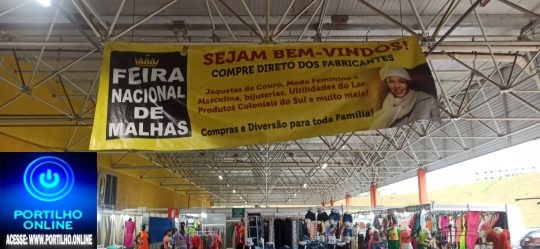 FEIRA
NACIONAL
DE
MALHAS
SEJAM BEM-VINDOS!
COMPRE DIRETO DOS FABRICANTES
Jaquetas de Couro, Moda Feminina e
Masculina, bijuterias, Utilidades do Lar,
Produtos Coloniais do Sul e muito mais!
Compras e Diversão para toda Família!
PORTILHO
ONLINE
ACESSE: WWW.PORTILHO.ONLINE